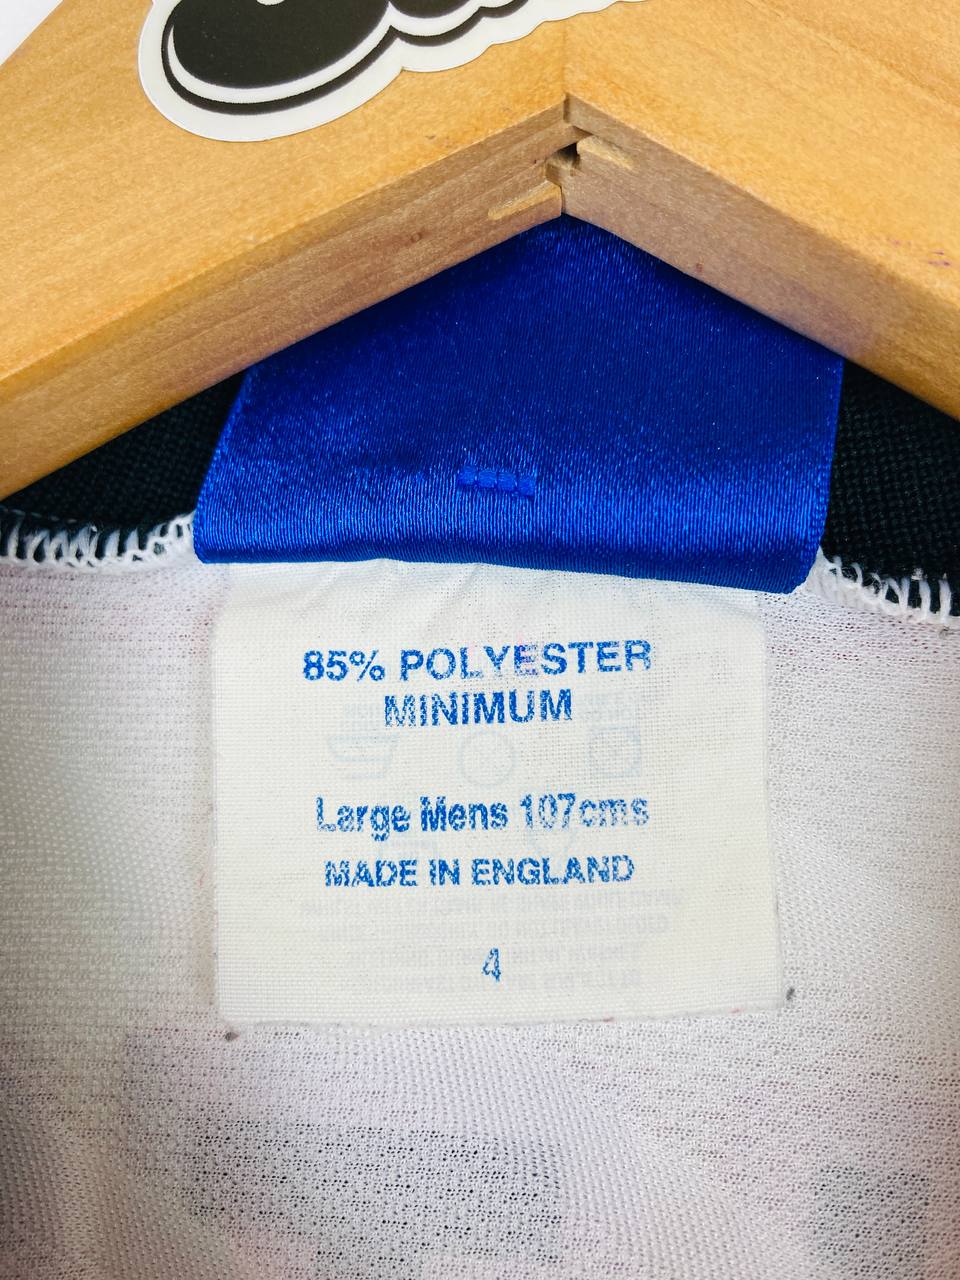 85% POLYESTER
MINIMUM
Large Mens 107cms
MADE IN ENGLAND
4